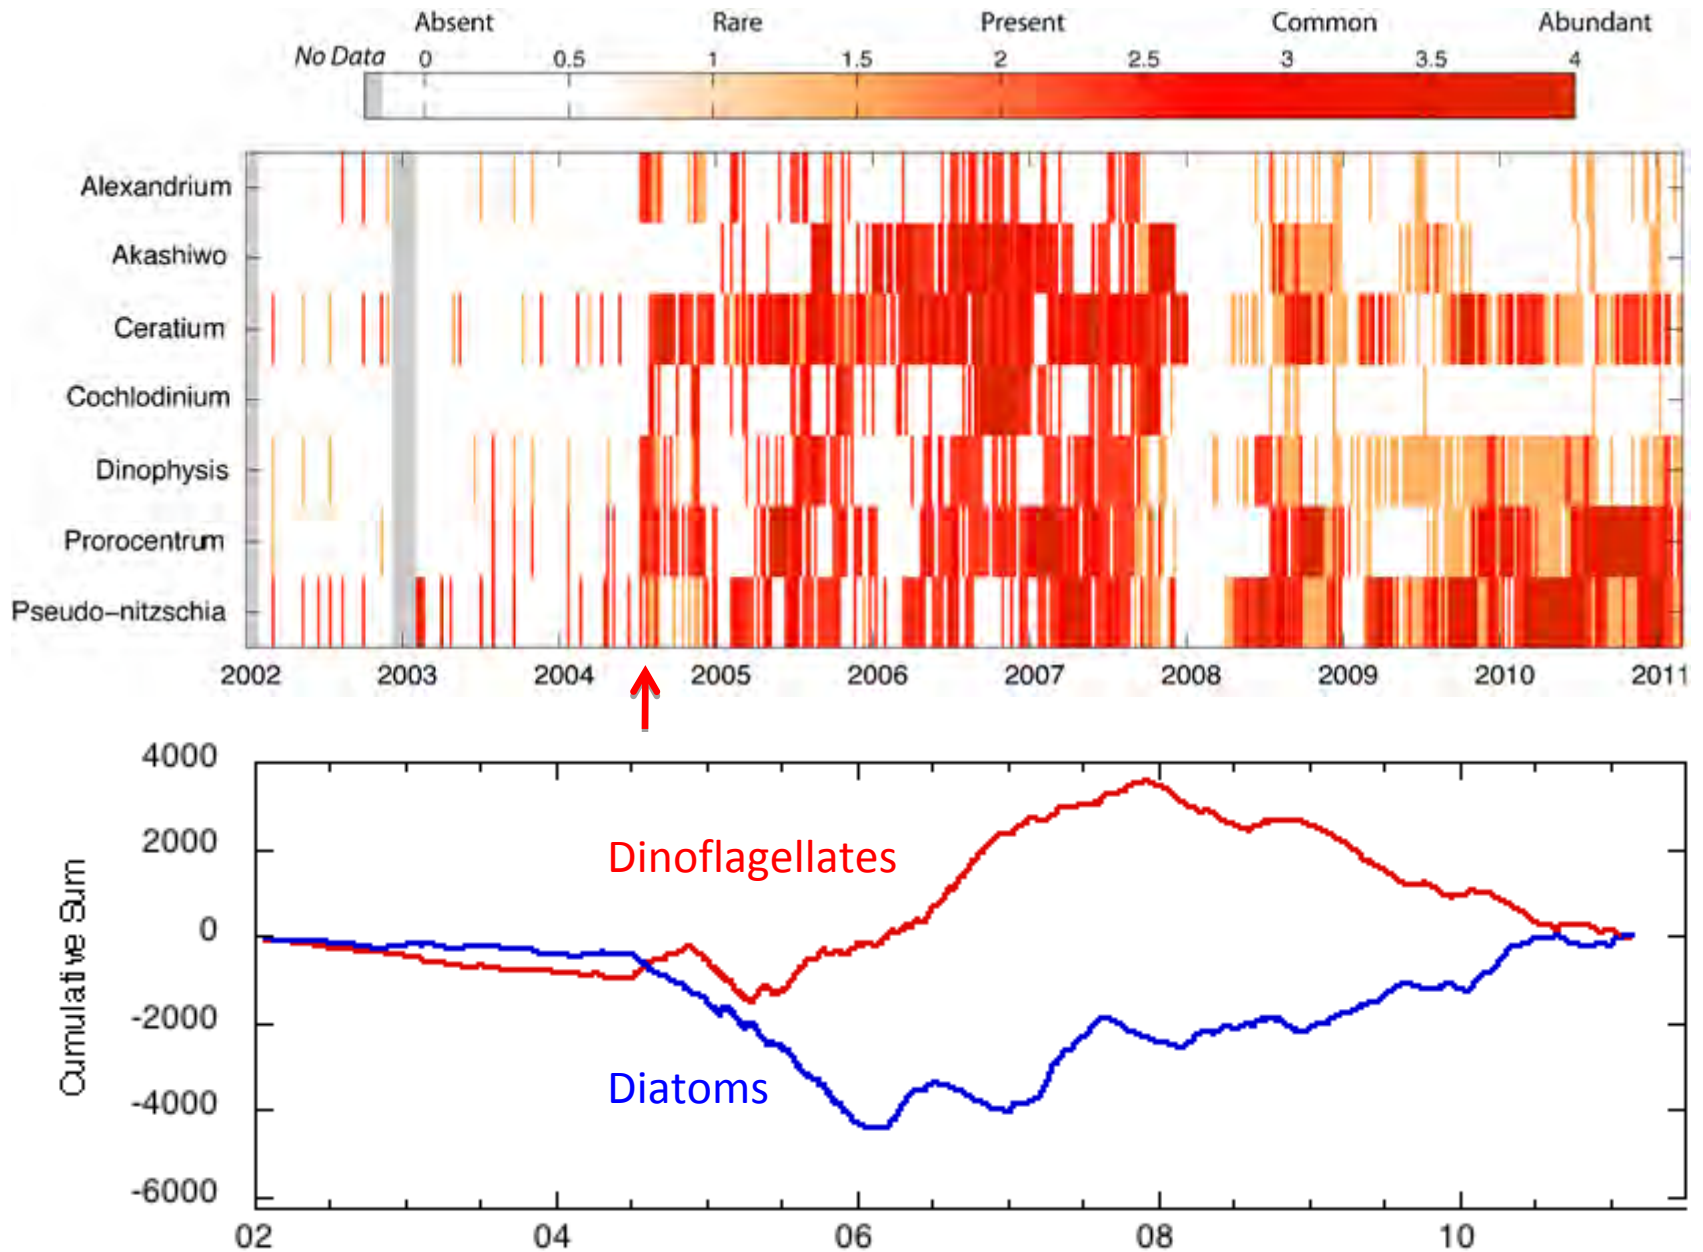 Absent Rare Present Common Abundant
No Data 0 0.5 1 1.5 2 2.5 3 3.5 4
Alexandrium
Akashiwo
Ceratium
Cochlodinium
Dinophysis
Prorocentrum
Pseudo-nitzschia
2002 2003 2004 2005 2006 2007 2008 2009 2010 2011
4000
2000
0
-2000
-4000
-6000
Cumulative Sum
Dinoflagellates
Diatoms
02 04 06 08 10